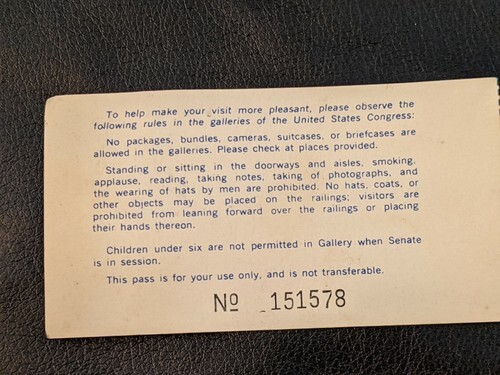 To help make your visit more pleasant, please observe the
following rules in the galleries of the United States Congress:
No packages, bundles, cameras, suitcases, or briefcases are
allowed in the galleries. Please check at places provided.
Standing or sitting in the doorways and aisles, smoking,
applause, reading, taking notes, taking of photographs, and
the wearing of hats by men are prohibited. No hats, coats, or
other objects may be placed on the railings; visitors are
prohibited from leaning forward over the railings or placing
their hands thereon.
Children under six are not permitted in Gallery when Senate
is in session.
This pass is for your use only, and is not transferable.
Nº 151578